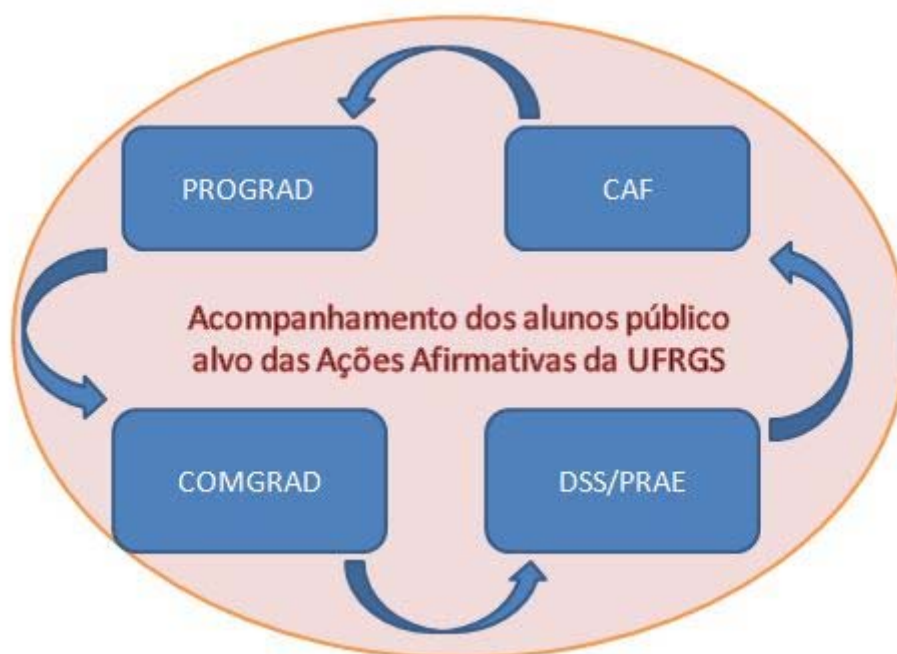 PROGRAD
CAF
Acompanhamento dos alunos público
alvo das Ações Afirmativas da UFRGS
COMGRAD
DSS/PRAE